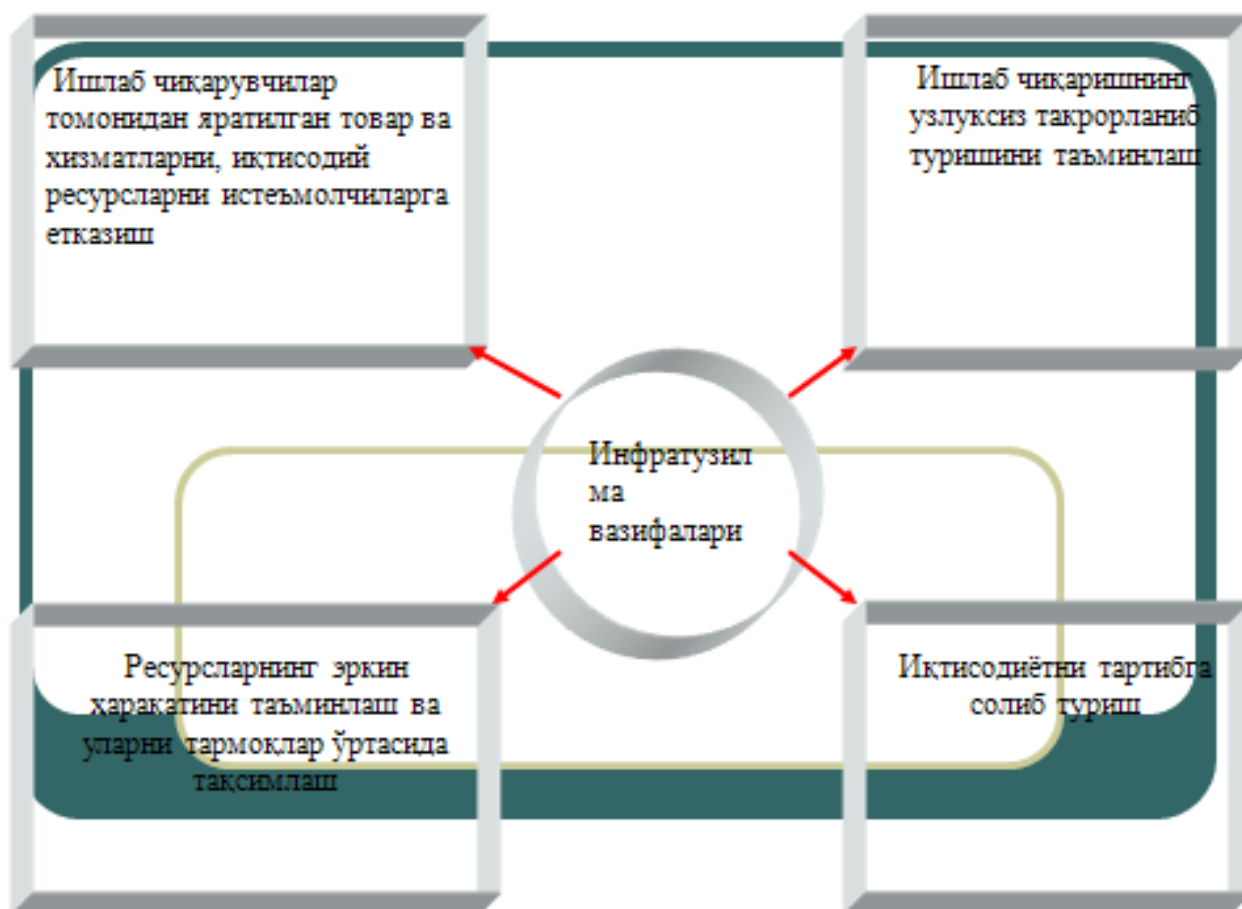 Ишлаб чиқарувчилар
томонидан яратилган товар ва
хизматларни, иқтисодий
ресурсларни истеъмолчиларга
етказиш
Ишлаб чиқаришнинг
узлуксиз такрорланиб
туришини таъминлаш
Инфратузил
ма
вазифалари
Ресурсларнинг эркин
ҳаракатини таъминлаш ва
уларни тармоқлар ўртасида
тақсимлаш
Иқтисодиётни тартибга
солиб туриш